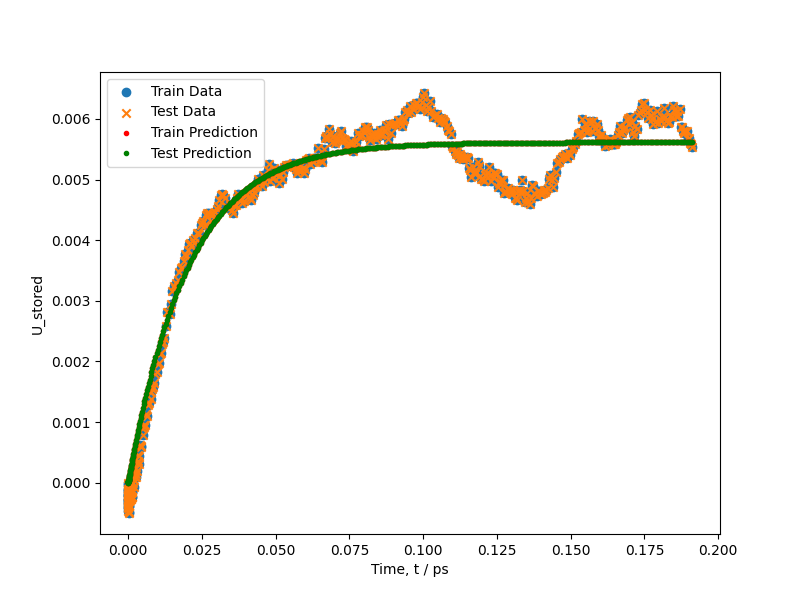 Train Data
Test Data
Train Prediction
Test Prediction
0.006
0.005
0.004
0.003
0.002
0.001
0.000
U_stored
0.000 0.025 0.050 0.075 0.100 0.125 0.150 0.175 0.200
Time, t / ps